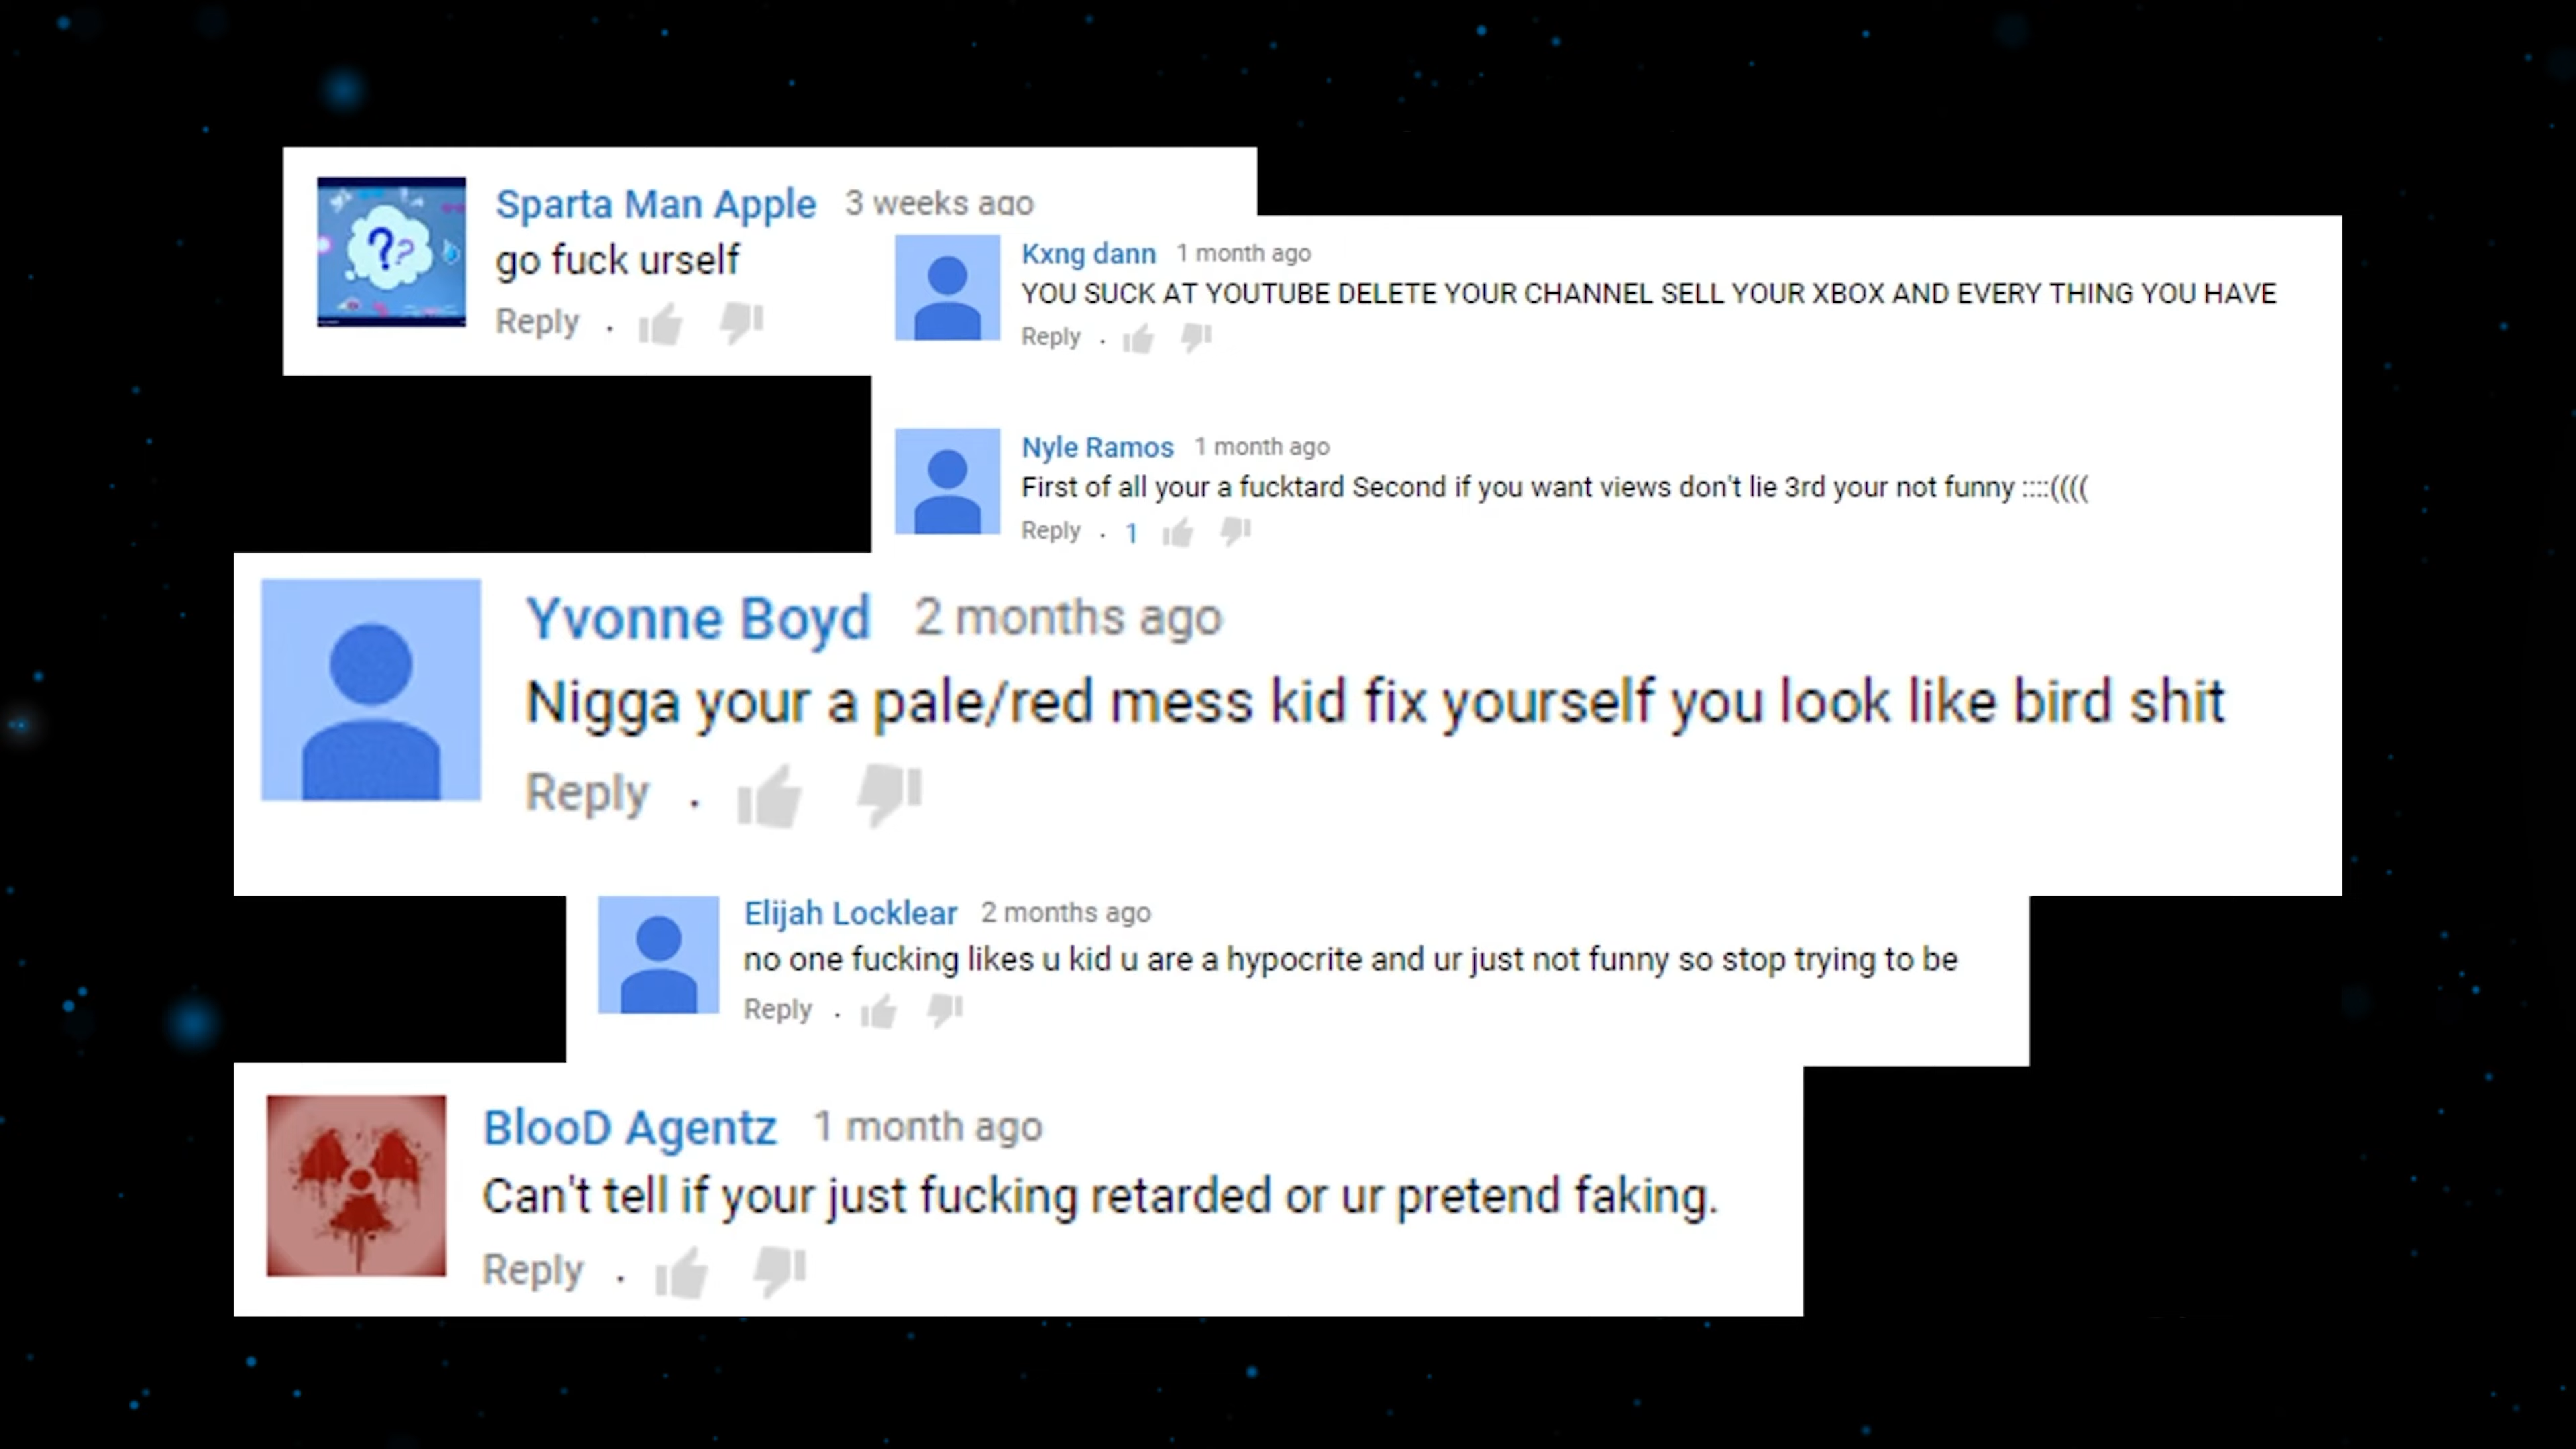 Sparta Man Apple 3 weeks ago
go fuck urself
Reply .
Kxng dann 1 month ago
YOU SUCK AT YOUTUBE DELETE YOUR CHANNEL SELL YOUR XBOX AND EVERY THING YOU HAVE
Reply .
Nyle Ramos 1 month ago
First of all your a fucktard Second if you want views don't lie 3rd your not funny ::::((((
Reply . 1
Yvonne Boyd 2 months ago
Nigga your a pale/red mess kid fix yourself you look like bird shit
Reply .
Elijah Locklear 2 months ago
no one fucking likes u kid u are a hypocrite and ur just not funny so stop trying to be
Reply .
BlooD Agentz 1 month ago
Can't tell if your just fucking retarded or ur pretend faking.
Reply .
??